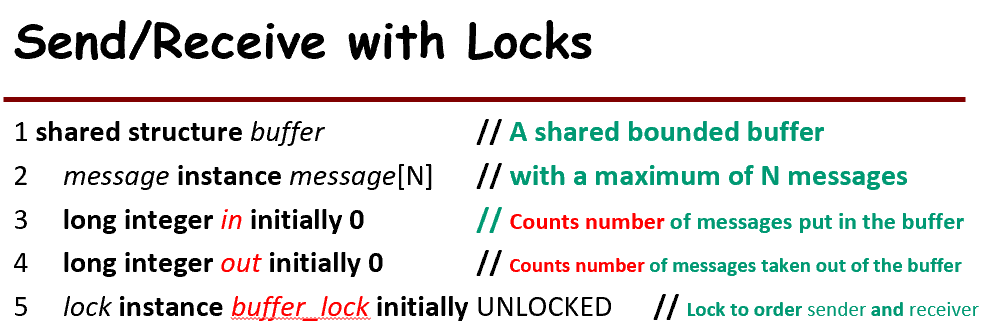 Send/Receive with Locks
1 shared structure buffer // A shared bounded buffer
2 message instance message[N] // with a maximum of N messages
3 long integer in initially 0 // Counts number of messages put in the buffer
4 long integer out initially 0 // Counts number of messages taken out of the buffer
5 lock instance buffer_lock initially UNLOCKED // Lock to order sender and receiver